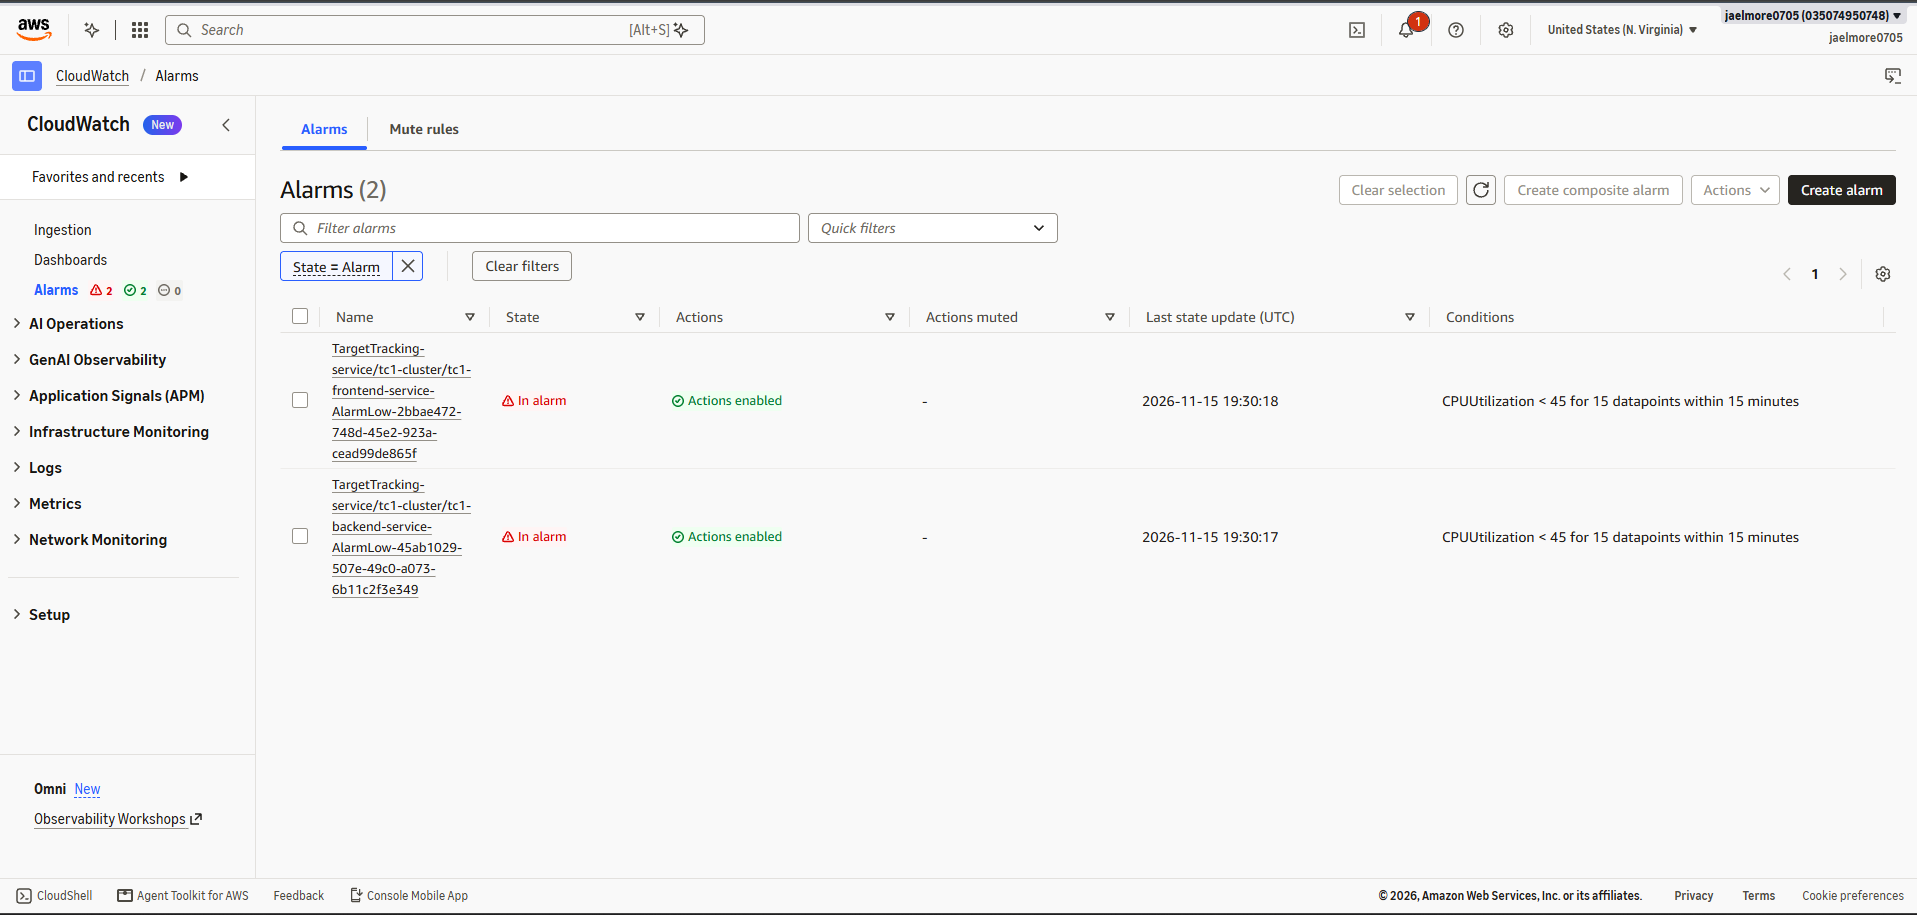 aws
Search
[Alt+S]
1
United States (N. Virginia)
jaelmore0705 (035074950748)
jaelmore0705
CloudWatch / Alarms
CloudWatch
New
Favorites and recents
Ingestion
Dashboards
Alarms 2 2 0
AI Operations
GenAI Observability
Application Signals (APM)
Infrastructure Monitoring
Logs
Metrics
Network Monitoring
Setup
Omni New
Observability Workshops
Alarms
Mute rules
Alarms (2)
Clear selection
Create composite alarm
Actions
Create alarm
Filter alarms
Quick filters
State = Alarm
Clear filters
1
Name State Actions Actions muted Last state update (UTC) Conditions
TargetTracking-
service/tc1-cluster/tc1-
frontend-service-
AlarmLow-2bbae472-
748d-45e2-923a-
cead99de865f
In alarm
Actions enabled
-
2026-11-15 19:30:18
CPUUtilization < 45 for 15 datapoints within 15 minutes
TargetTracking-
service/tc1-cluster/tc1-
backend-service-
AlarmLow-45ab1029-
507e-49c0-a073-
6b11c2f3e349
In alarm
Actions enabled
-
2026-11-15 19:30:17
CPUUtilization < 45 for 15 datapoints within 15 minutes
CloudShell
Agent Toolkit for AWS
Feedback
Console Mobile App
© 2026, Amazon Web Services, Inc. or its affiliates.
Privacy
Terms
Cookie preferences